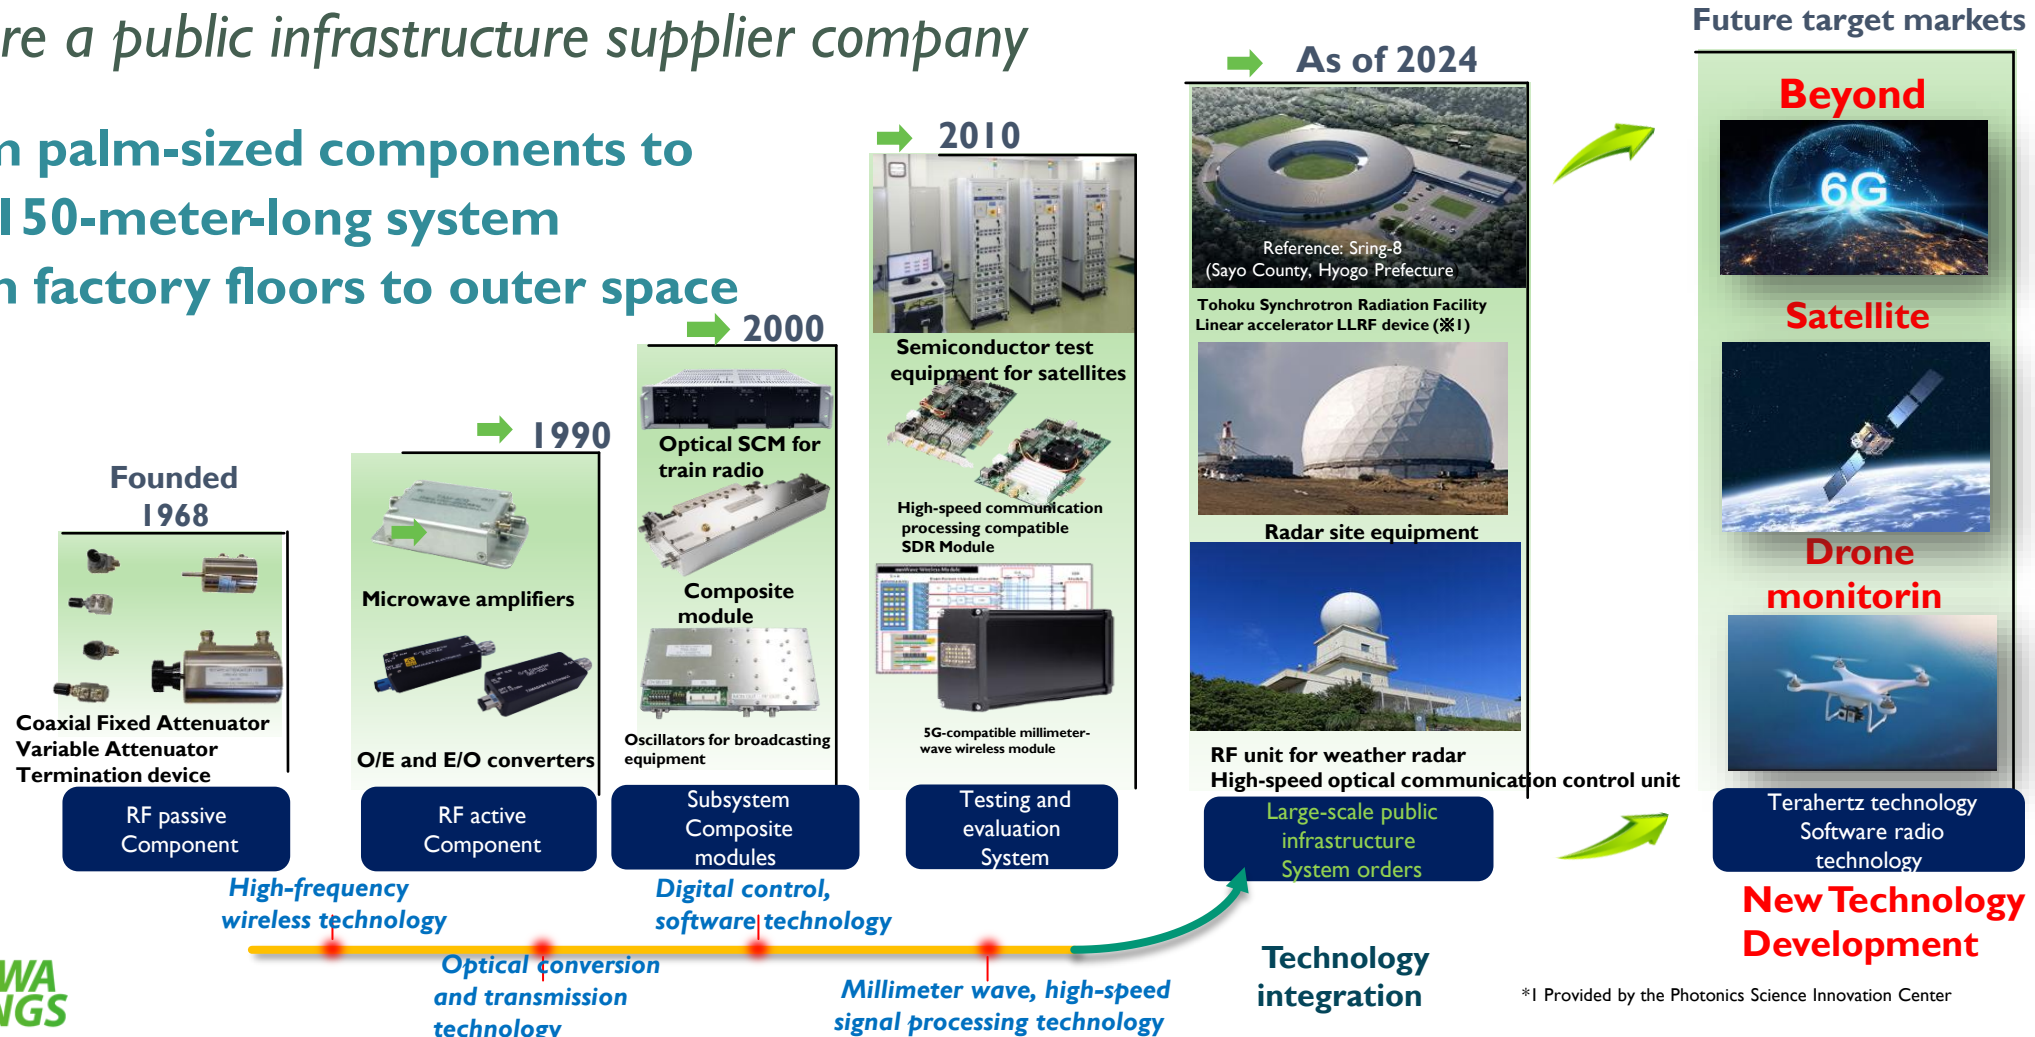 re a public infrastructure supplier company
m palm-sized components to
150-meter-long system
n factory floors to outer space
Founded
1968
Coaxial Fixed Attenuator
Variable Attenuator
Termination device
RF passive
Component
1990
Microwave amplifiers
O/E and E/O converters
RF active
Component
2000
Optical SCM for
train radio
Composite
module
Oscillators for broadcasting
equipment
Subsystem
Composite
modules
2010
Semiconductor test
equipment for satellites
High-speed communication
processing compatible
SDR Module
5G-compatible millimeter-
wave wireless module
Testing and
evaluation
System
As of 2024
Reference: Sring-8
(Sayo County, Hyogo Prefecture
Tohoku Synchrotron Radiation Facility
Linear accelerator LLRF device (※1)
Radar site equipment
RF unit for weather radar
High-speed optical communication control unit
Large-scale public
infrastructure
System orders
Future target markets
Beyond
6G
Satellite
Drone
monitorin
Terahertz technology
Software radio
technology
New Technology
Development
High-frequency
wireless technology
Optical conversion
and transmission
technology
Digital control,
software technology
Millimeter wave, high-speed
signal processing technology
Technology
integration
*1 Provided by the Photonics Science Innovation Center
WA
NGS